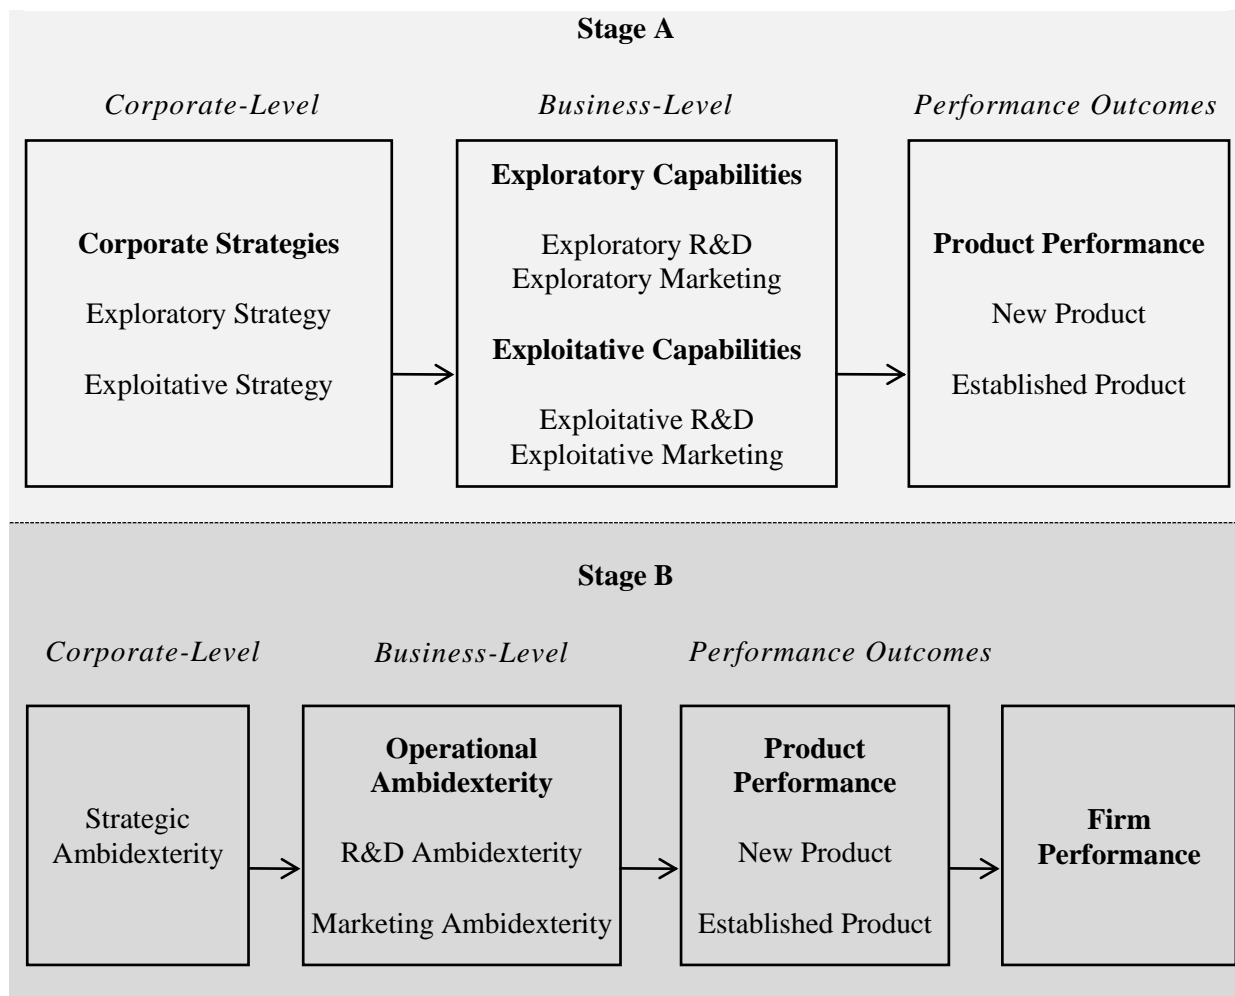 Stage A
Corporate-Level
Business-Level
Performance Outcomes
Corporate Strategies
Exploratory Strategy
Exploitative Strategy
Exploratory Capabilities
Exploratory R&D
Exploratory Marketing
Exploitative Capabilities
Exploitative R&D
Exploitative Marketing
Product Performance
New Product
Established Product
Stage B
Corporate-Level
Business-Level
Performance Outcomes
Strategic
Ambidexterity
Operational
Ambidexterity
R&D Ambidexterity
Marketing Ambidexterity
Product
Performance
New Product
Established Product
Firm
Performance